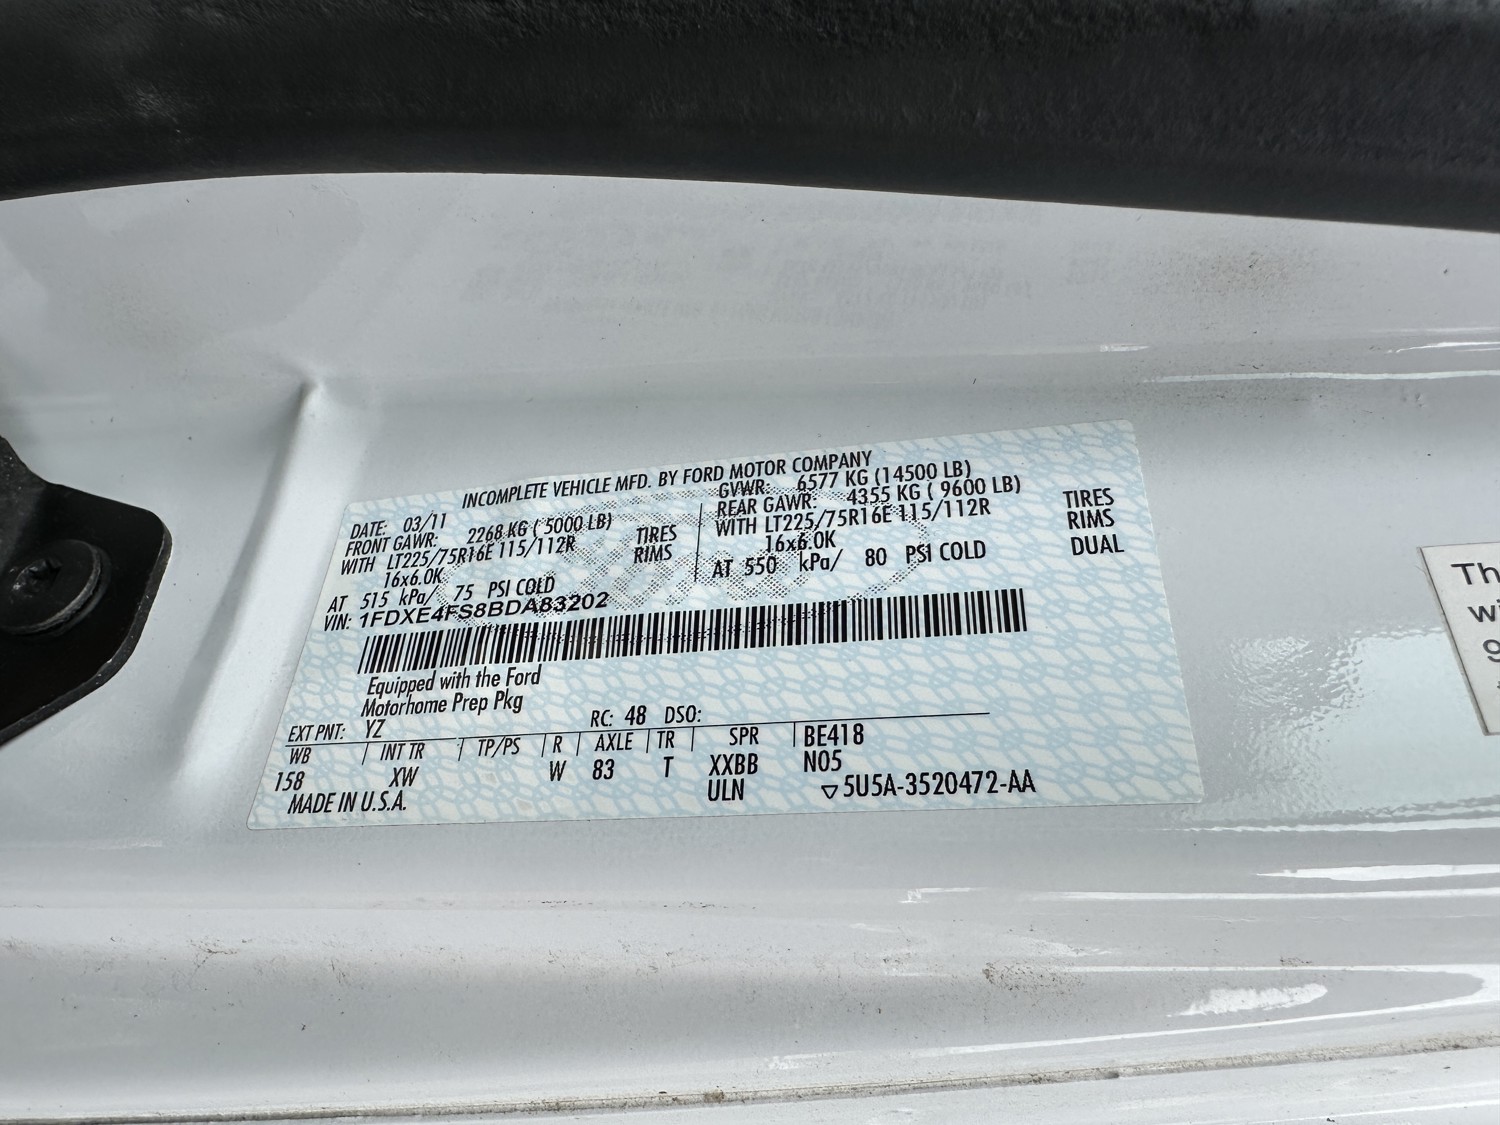 INCOMPLETE VEHICLE MFD. BY FORD MOTOR COMPANY
DATE: 03/11
GVWR: 6577 KG (14500 LB)
FRONT GAWR: 2268 KG ( 5000 LB)
REAR GAWR: 4355 KG ( 9600 LB)
WITH LT225/75R16E 115/112R TIRES
WITH LT225/75R16E 115/112R TIRES
16x6.0K RIMS
16x6.0K RIMS
AT 515 kPa/ 75 PSI COLD
AT 550 kPa/ 80 PSI COLD DUAL
VIN: 1FDXE4FS8BDA83202
Equipped with the Ford
Motorhome Prep Pkg
EXT PNT: YZ RC: 48 DSO:
WB | INT TR | TP/PS | R | AXLE | TR | SPR | BE418
158 XW W 83 T XXBB N05
MADE IN U.S.A. ULN ▽5U5A-3520472-AA